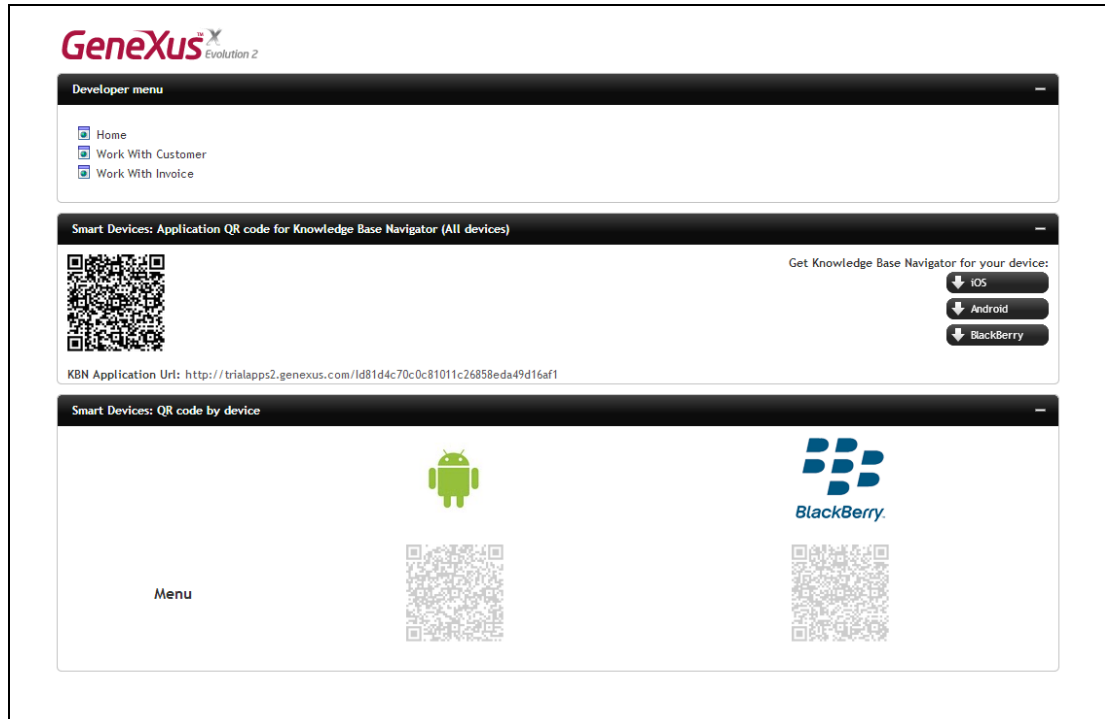 GeneXus™ X
Evolution 2
Developer menu
Home
Work With Customer
Work With Invoice
Smart Devices: Application QR code for Knowledge Base Navigator (All devices)
Get Knowledge Base Navigator for your device:
iOS
Android
BlackBerry
KBN Application Url: http://trialapps2.genexus.com/Id81d4c70c0c81011c26858eda49d16af1
Smart Devices: QR code by device
BlackBerry.
Menu